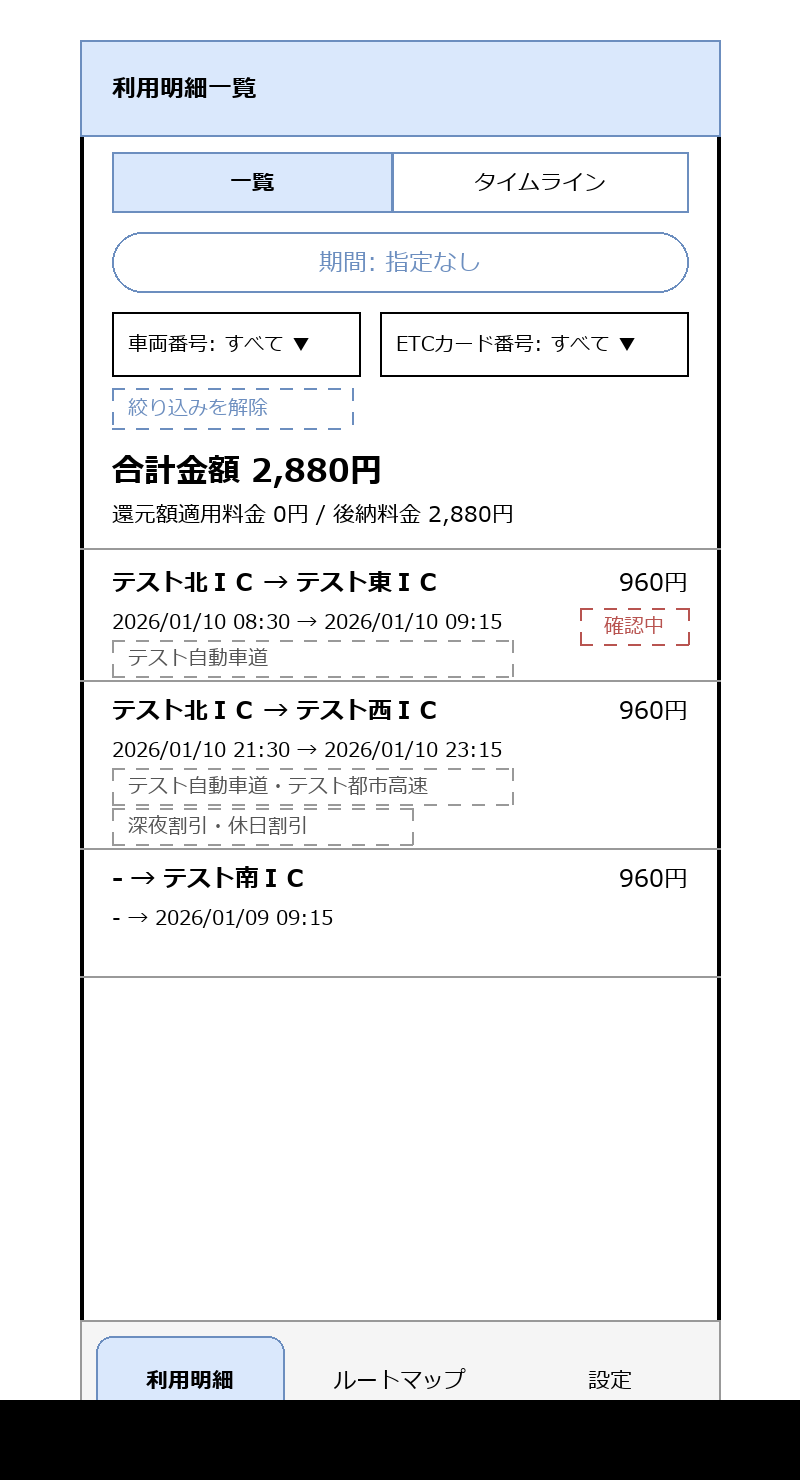 利用明細一覧
一覧 タイムライン
期間: 指定なし
車両番号: すべて ▼ ETCカード番号: すべて ▼
絞り込みを解除
合計金額 2,880円
還元額適用料金 0円 / 後納料金 2,880円
テスト北ＩＣ → テスト東ＩＣ 960円
2026/01/10 08:30 → 2026/01/10 09:15 確認中
テスト自動車道
テスト北ＩＣ → テスト西ＩＣ 960円
2026/01/10 21:30 → 2026/01/10 23:15
テスト自動車道・テスト都市高速
深夜割引・休日割引
- → テスト南ＩＣ 960円
- → 2026/01/09 09:15
利用明細 ルートマップ 設定